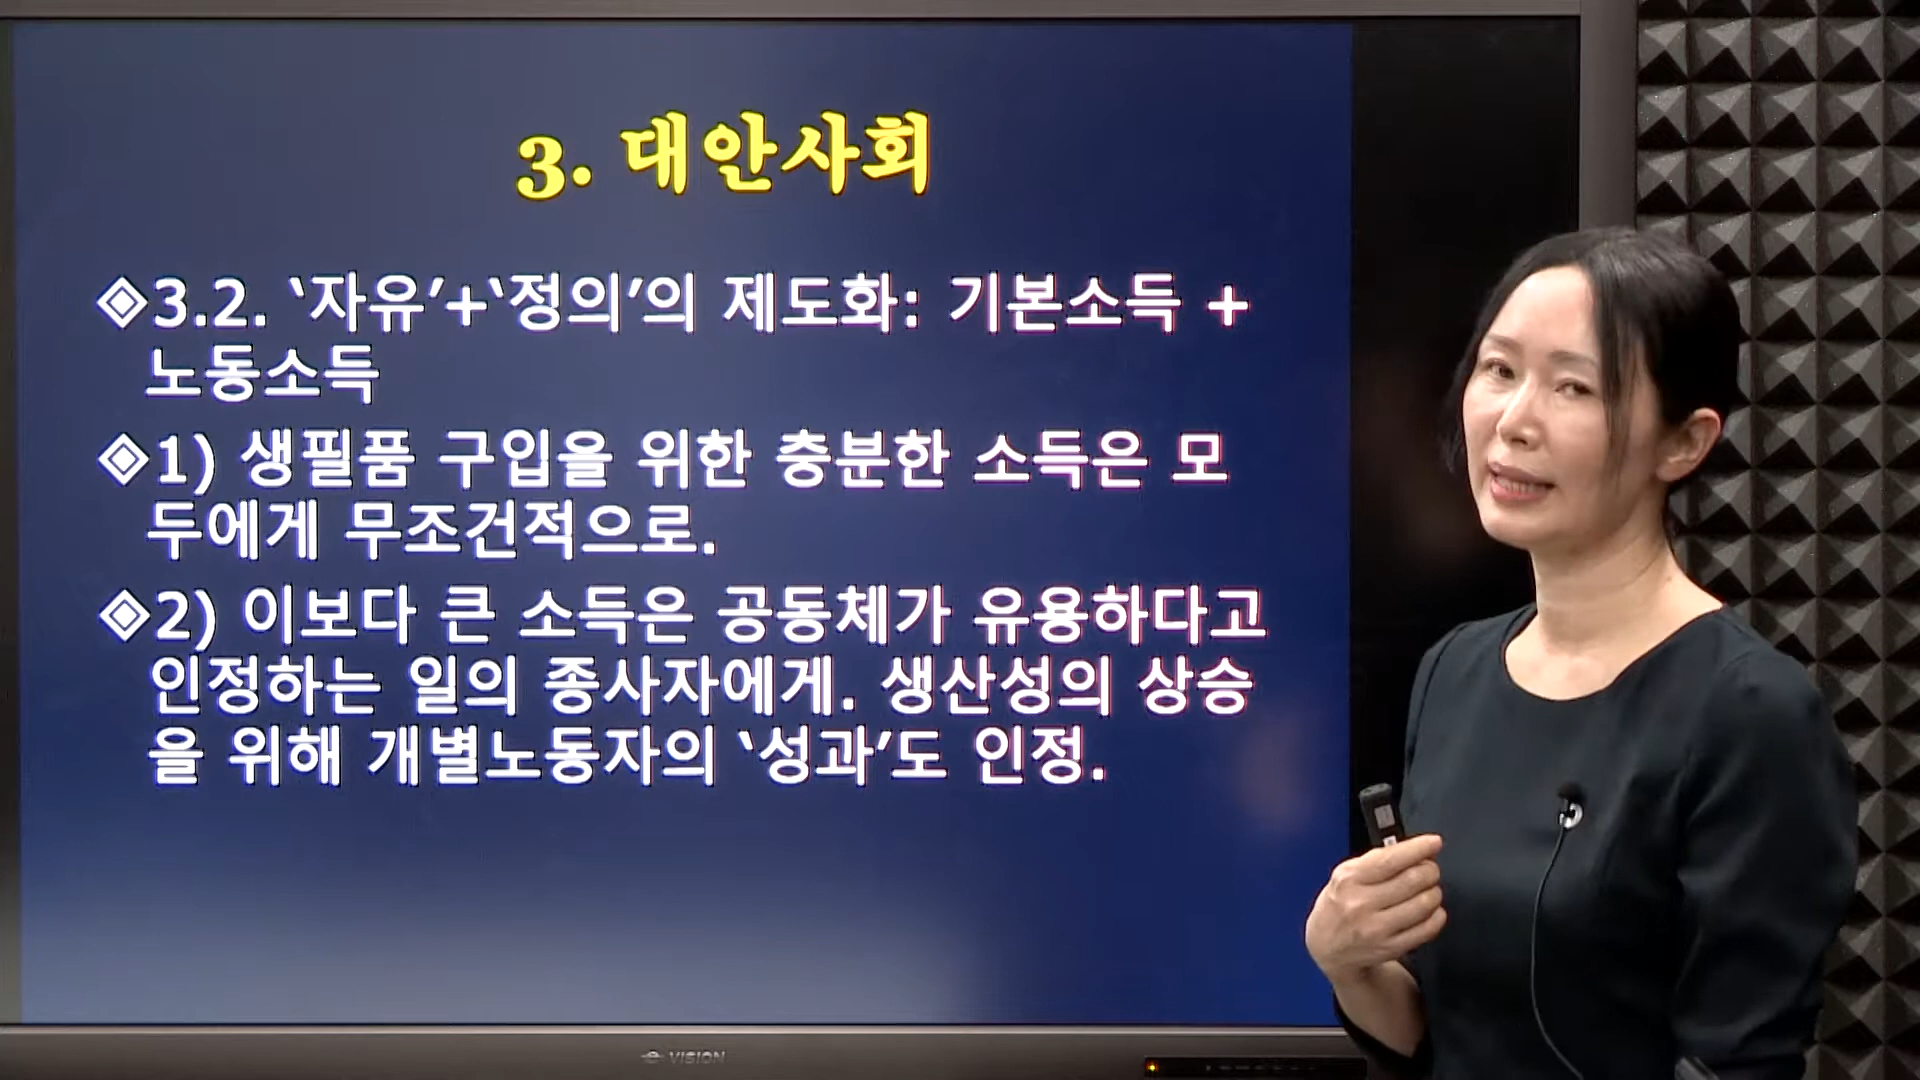 3. 대안사회
◈3.2. ‘자유’+‘정의’의 제도화: 기본소득 +
노동소득
◈1) 생필품 구입을 위한 충분한 소득은 모
두에게 무조건적으로.
◈2) 이보다 큰 소득은 공동체가 유용하다고
인정하는 일의 종사자에게. 생산성의 상승
을 위해 개별노동자의 ‘성과’도 인정.
e VISION